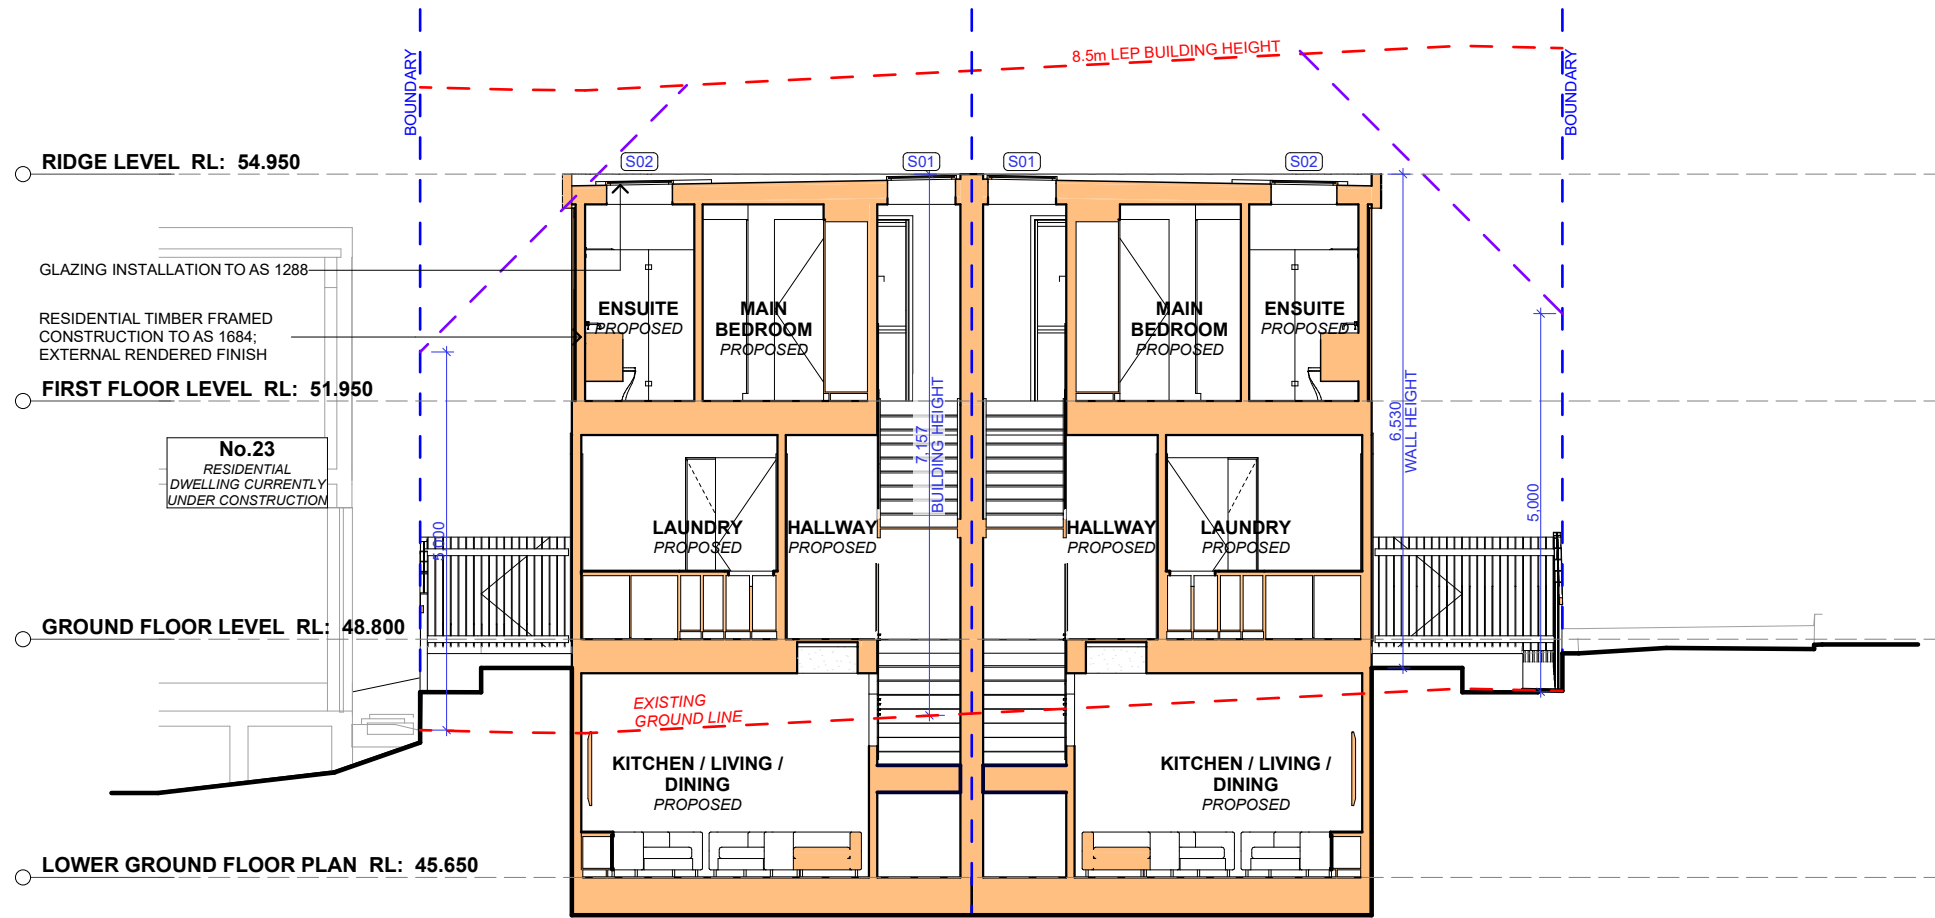 8.5m LEP BUILDING HEIGHT
BOUNDARY
BOUNDARY
RIDGE LEVEL RL: 54.950
S02
S01
S01
S02
GLAZING INSTALLATION TO AS 1288
RESIDENTIAL TIMBER FRAMED
CONSTRUCTION TO AS 1684;
EXTERNAL RENDERED FINISH
ENSUITE
PROPOSED
MAIN
BEDROOM
PROPOSED
MAIN
BEDROOM
PROPOSED
ENSUITE
PROPOSED
FIRST FLOOR LEVEL RL: 51.950
7,157
BUILDING HEIGHT
6,530
WALL HEIGHT
No.23
RESIDENTIAL
DWELLING CURRENTLY
UNDER CONSTRUCTION
5,000
5,000
LAUNDRY
PROPOSED
HALLWAY
PROPOSED
HALLWAY
PROPOSED
LAUNDRY
PROPOSED
GROUND FLOOR LEVEL RL: 48.800
EXISTING
GROUND LINE
KITCHEN / LIVING /
DINING
PROPOSED
KITCHEN / LIVING /
DINING
PROPOSED
LOWER GROUND FLOOR PLAN RL: 45.650